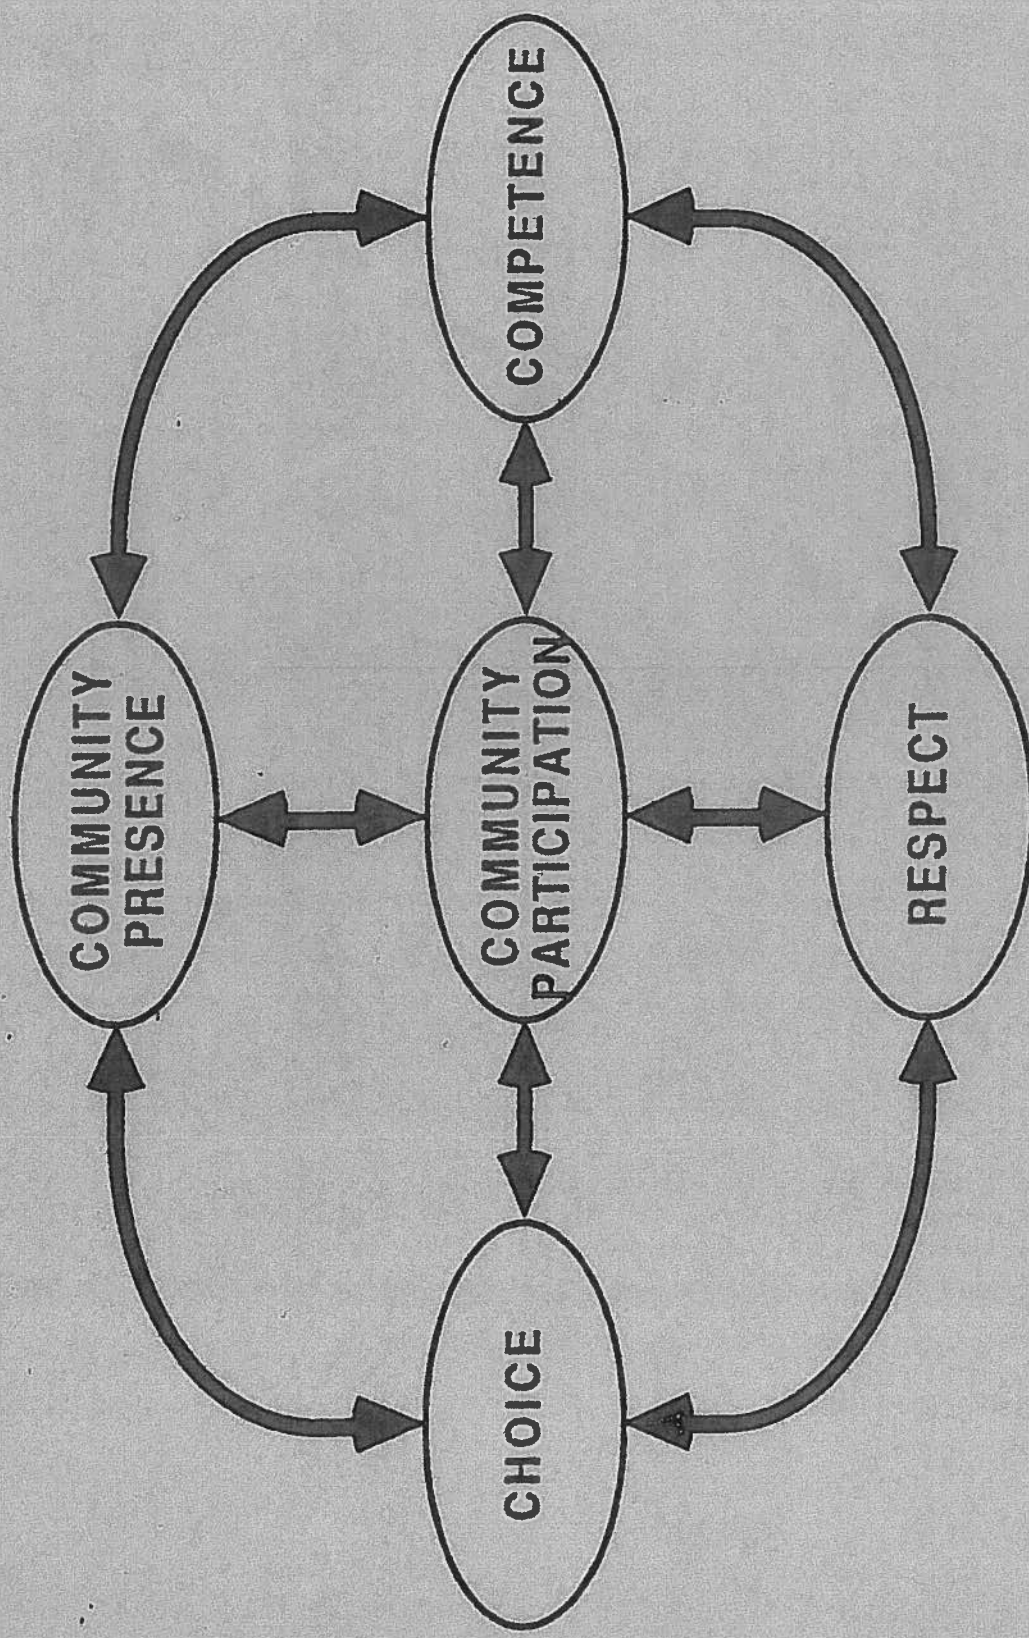 COMMUNITY
PRESENCE
CHOICE
COMMUNITY
PARTICIPATION
COMPETENCE
RESPECT